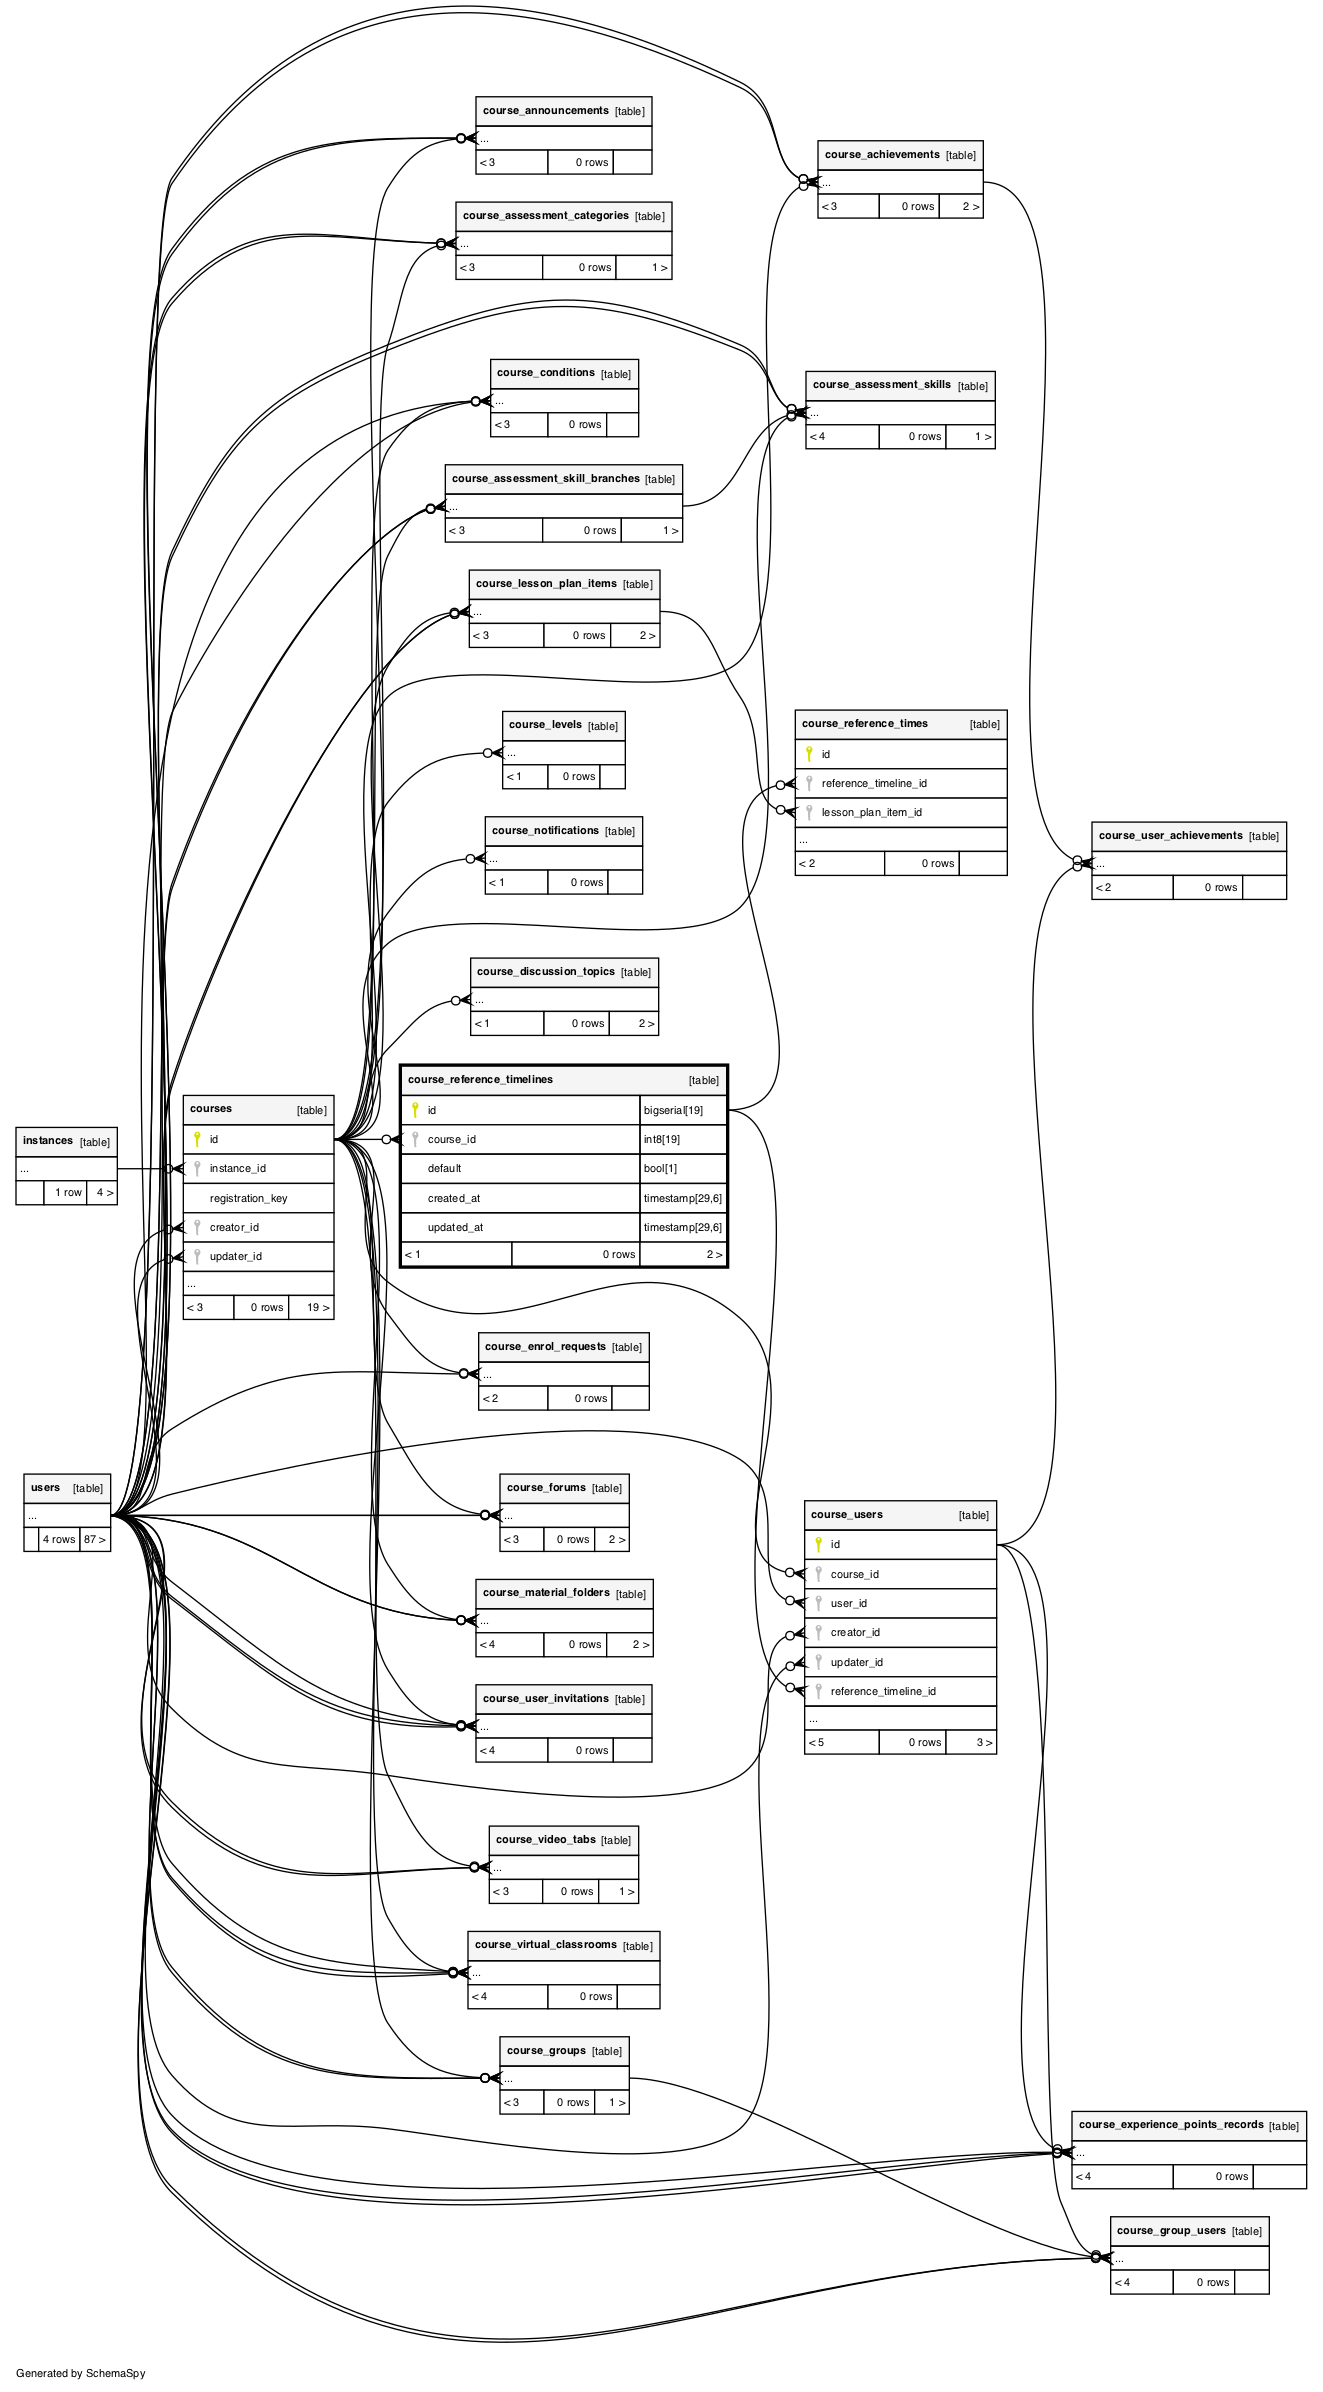 course_announcements [table]
...
< 3 0 rows
course_achievements [table]
...
< 3 0 rows 2 >
course_assessment_categories [table]
...
< 3 0 rows 1 >
course_conditions [table]
...
< 3 0 rows
course_assessment_skills [table]
...
< 4 0 rows 1 >
course_assessment_skill_branches [table]
...
< 3 0 rows 1 >
course_lesson_plan_items [table]
...
< 3 0 rows 2 >
course_levels [table]
...
< 1 0 rows
course_reference_times [table]
id
reference_timeline_id
lesson_plan_item_id
...
< 2 0 rows
course_notifications [table]
...
< 1 0 rows
course_user_achievements [table]
...
< 2 0 rows
course_discussion_topics [table]
...
< 1 0 rows 2 >
course_reference_timelines [table]
id bigserial[19]
course_id int8[19]
default bool[1]
created_at timestamp[29,6]
updated_at timestamp[29,6]
< 1 0 rows 2 >
courses [table]
id
instance_id
registration_key
creator_id
updater_id
...
< 3 0 rows 19 >
instances [table]
...
1 row 4 >
course_enrol_requests [table]
...
< 2 0 rows
users [table]
...
4 rows 87 >
course_forums [table]
...
< 3 0 rows 2 >
course_users [table]
id
course_id
user_id
creator_id
updater_id
reference_timeline_id
...
< 5 0 rows 3 >
course_material_folders [table]
...
< 4 0 rows 2 >
course_user_invitations [table]
...
< 4 0 rows
course_video_tabs [table]
...
< 3 0 rows 1 >
course_virtual_classrooms [table]
...
< 4 0 rows
course_groups [table]
...
< 3 0 rows 1 >
course_experience_points_records [table]
...
< 4 0 rows
course_group_users [table]
...
< 4 0 rows
Generated by SchemaSpy